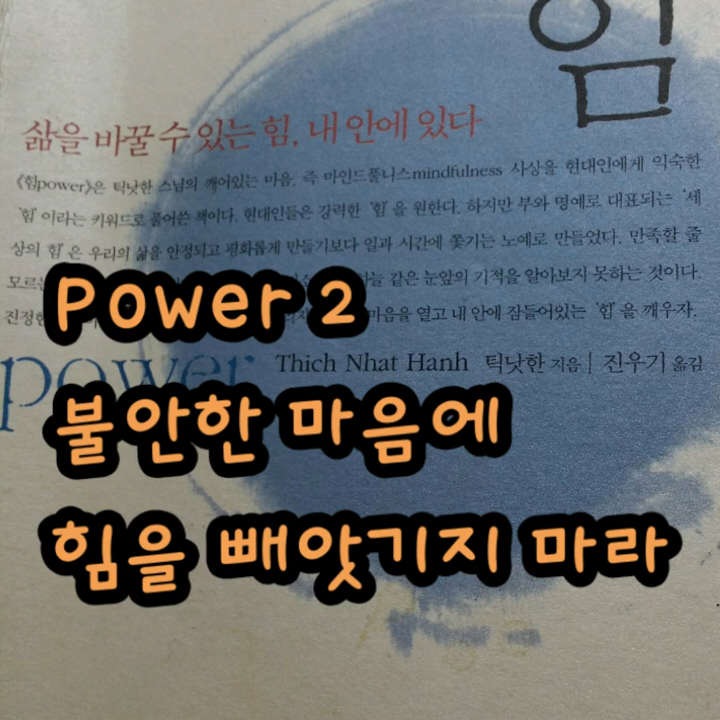 힘
삶을 바꿀 수 있는 힘, 내 안에 있다
《힘power》은 틱낫한 스님의 깨어있는 마음, 즉 마인드풀니스mindfulness 사상을 현대인에게 익숙한
'힘'이라는 키워드로 풀어쓴 책이다. 현대인들은 강력한 '힘'을 원한다. 하지만 부와 명예로 대표되는 '세
상의 힘'은 우리의 삶을 안정되고 평화롭게 만들기보다 일과 시간에 쫓기는 노예로 만들었다. 만족할 줄
모르는 하늘 같은 눈앞의 기적을 알아보지 못하는 것이다.
마음을 열고 내 안에 잠들어있는 '힘'을 깨우자.
Power 2
power Thich Nhat Hanh 틱낫한 지음 | 진우기 옮김
불안한 마음에
힘을 빼앗기지 마라